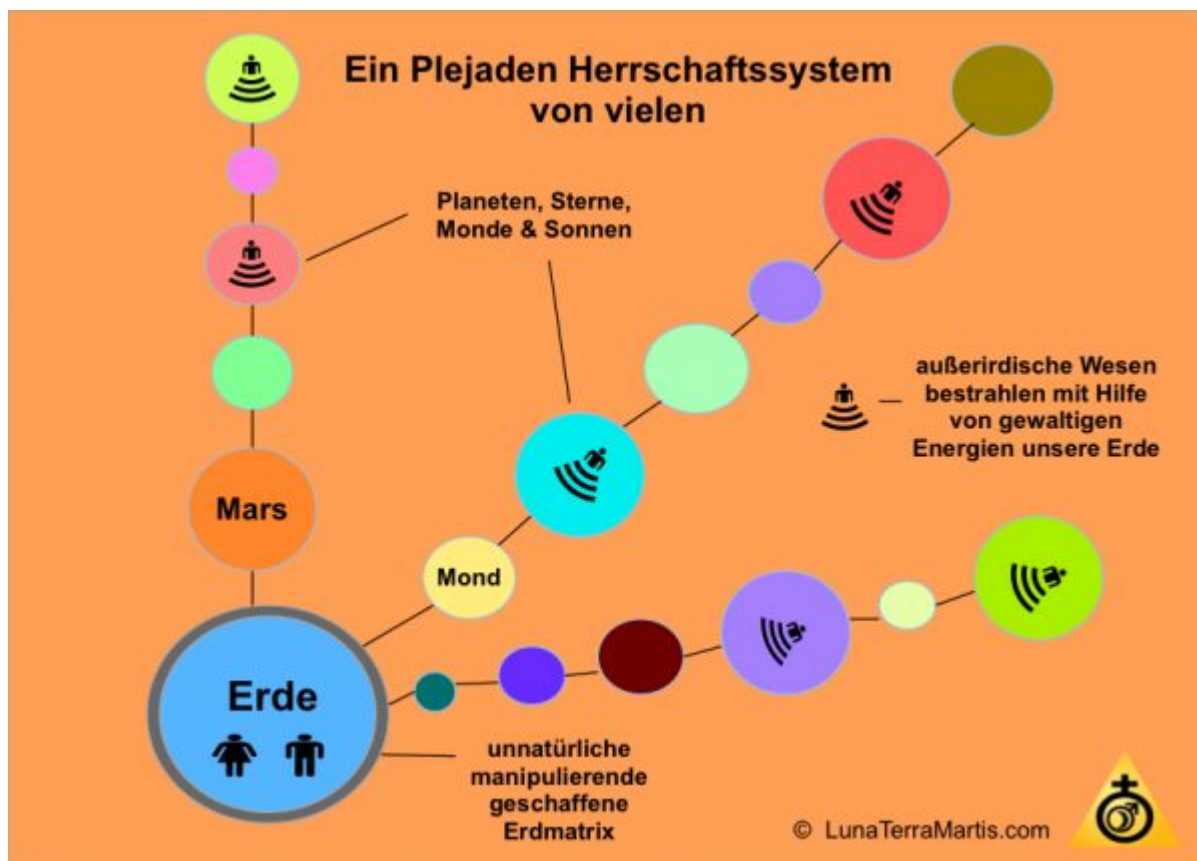 Ein Plejaden Herrschaftssystem
von vielen
Planeten, Sterne,
Monde & Sonnen
außerirdische Wesen
bestrahlen mit Hilfe
von gewaltigen
Energien unsere Erde
Mars
Mond
Erde
unnatürliche
manipulierende
geschaffene
Erdmatrix
© LunaTerraMartis.com